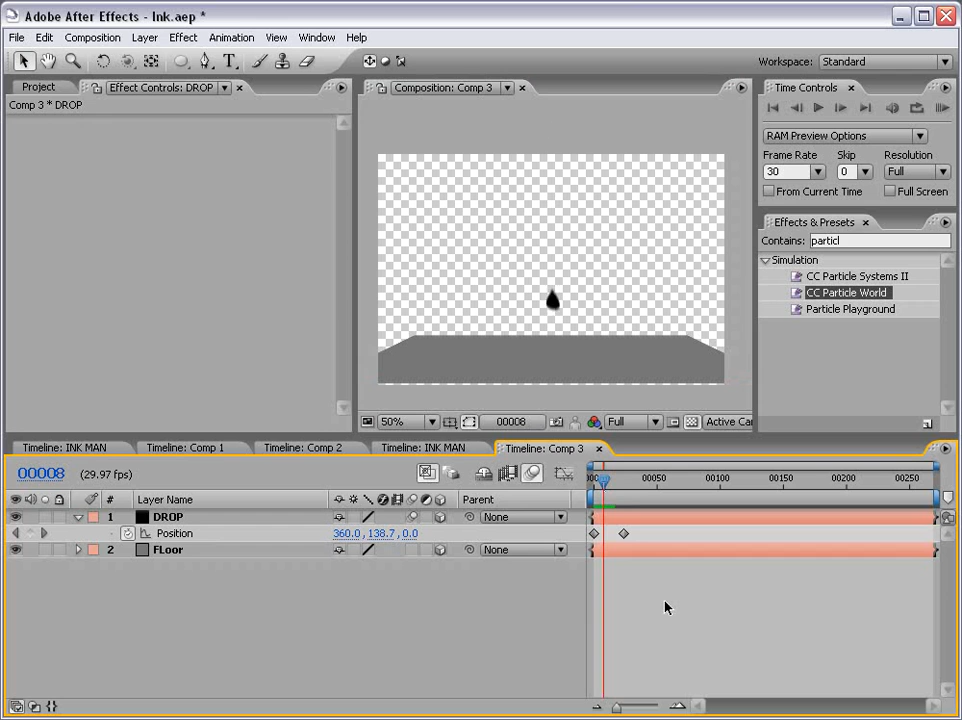 Adobe After Effects - Ink.aep *
File Edit Composition Layer Effect Animation View Window Help
Workspace: Standard
Project Effect Controls: DROP
Comp 3 * DROP
Composition: Comp 3
50% 00008 Full Active Car
Time Controls
RAM Preview Options
Frame Rate Skip Resolution
30 0 Full
From Current Time Full Screen
Effects & Presets
Contains: particl
Simulation
CC Particle Systems II
CC Particle World
Particle Playground
Timeline: INK MAN Timeline: Comp 1 Timeline: Comp 2 Timeline: INK MAN Timeline: Comp 3
00008 (29.97 fps)
00050 00100 00150 00200 00250
# Layer Name Parent
1 DROP None
Position 360.0, 138.7, 0.0
2 FLoor None